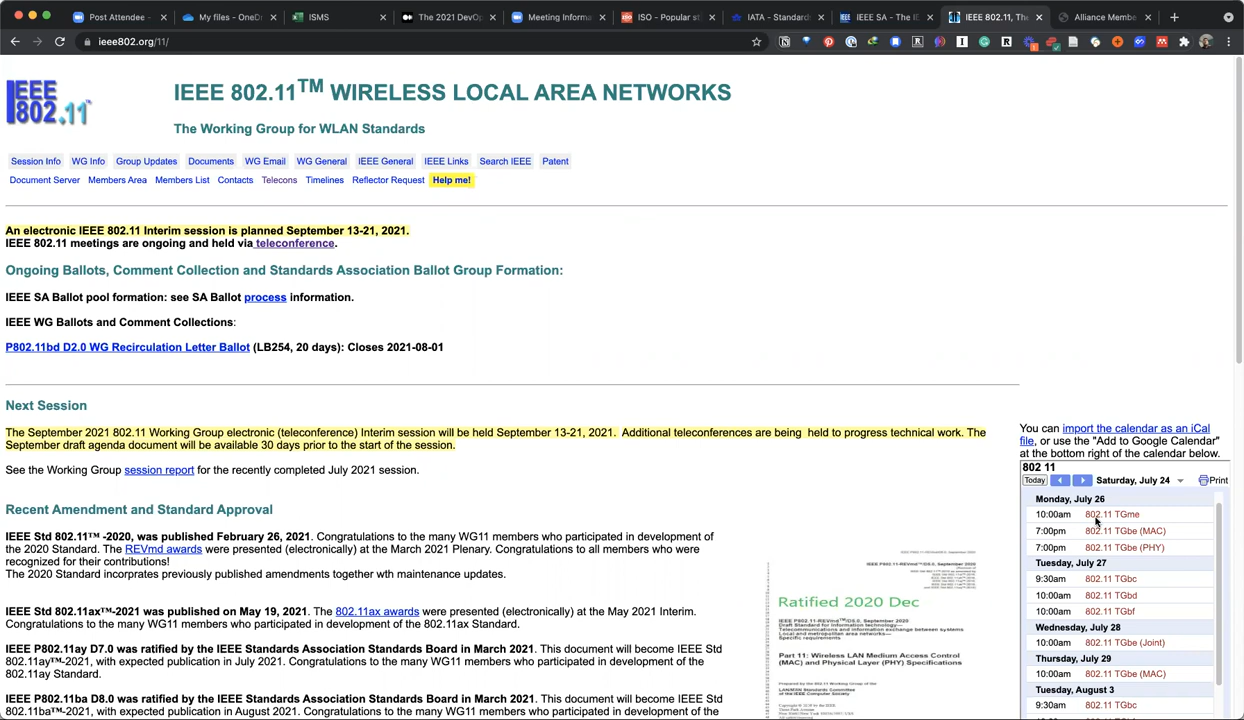 Post Attendee -
My files - OneDr
ISMS
The 2021 DevOp
Meeting Informa
ISO - Popular st
IATA - Standard
IEEE SA - The IE
IEEE 802.11, The
Alliance Membe
ieee802.org/11/
IEEE 802.11
IEEE 802.11TM WIRELESS LOCAL AREA NETWORKS
The Working Group for WLAN Standards
Session Info WG Info Group Updates Documents WG Email WG General IEEE General IEEE Links Search IEEE Patent
Document Server Members Area Members List Contacts Telecons Timelines Reflector Request Help me!
An electronic IEEE 802.11 Interim session is planned September 13-21, 2021.
IEEE 802.11 meetings are ongoing and held via teleconference.
Ongoing Ballots, Comment Collection and Standards Association Ballot Group Formation:
IEEE SA Ballot pool formation: see SA Ballot process information.
IEEE WG Ballots and Comment Collections:
P802.11bd D2.0 WG Recirculation Letter Ballot (LB254, 20 days): Closes 2021-08-01
Next Session
The September 2021 802.11 Working Group electronic (teleconference) Interim session will be held September 13-21, 2021. Additional teleconferences are being held to progress technical work. The
September draft agenda document will be available 30 days prior to the start of the session.
See the Working Group session report for the recently completed July 2021 session.
Recent Amendment and Standard Approval
IEEE Std 802.11™ -2020, was published February 26, 2021. Congratulations to the many WG11 members who participated in development of
the 2020 Standard. The REVmd awards were presented (electronically) at the March 2021 Plenary. Congratulations to all members who were
recognized for their contributions!
The 2020 Standard incorprates previously published amendments together wth maintenance updates.
IEEE Std 802.11ax™-2021 was published on May 19, 2021. The 802.11ax awards were presented (electronically) at the May 2021 Interim.
Congratulations to the many WG11 members who participated in development of the 802.11ax Standard.
IEEE P802.11ay D7.0 was ratified by the IEEE Standards Association Standards Board in March 2021. This document will become IEEE Std
802.11ay™-2021, with expected publication in July 2021. Congratulations to the many WG11 members who participated in development of the
802.11ay Standard.
IEEE P802.11ba D8.0 was ratified by the IEEE Standards Association Standards Board in March 2021. This document will become IEEE Std
802.11ba™-2021, with expected publication in August 2021. Congratulations to the many WG11 members who participated in development of the
Ratified 2020 Dec
Part 11: Wireless LAN Medium Access Control
(MAC) and Physical Layer (PHY) Specifications
You can import the calendar as an iCal
file, or use the "Add to Google Calendar"
at the bottom right of the calendar below.
802 11
Today Saturday, July 24 Print
Monday, July 26
10:00am 802.11 TGme
7:00pm 802.11 TGbe (MAC)
7:00pm 802.11 TGbe (PHY)
Tuesday, July 27
9:30am 802.11 TGbc
10:00am 802.11 TGbd
10:00am 802.11 TGbf
Wednesday, July 28
10:00am 802.11 TGbe (Joint)
Thursday, July 29
10:00am 802.11 TGbe (MAC)
Tuesday, August 3
9:30am 802.11 TGbc